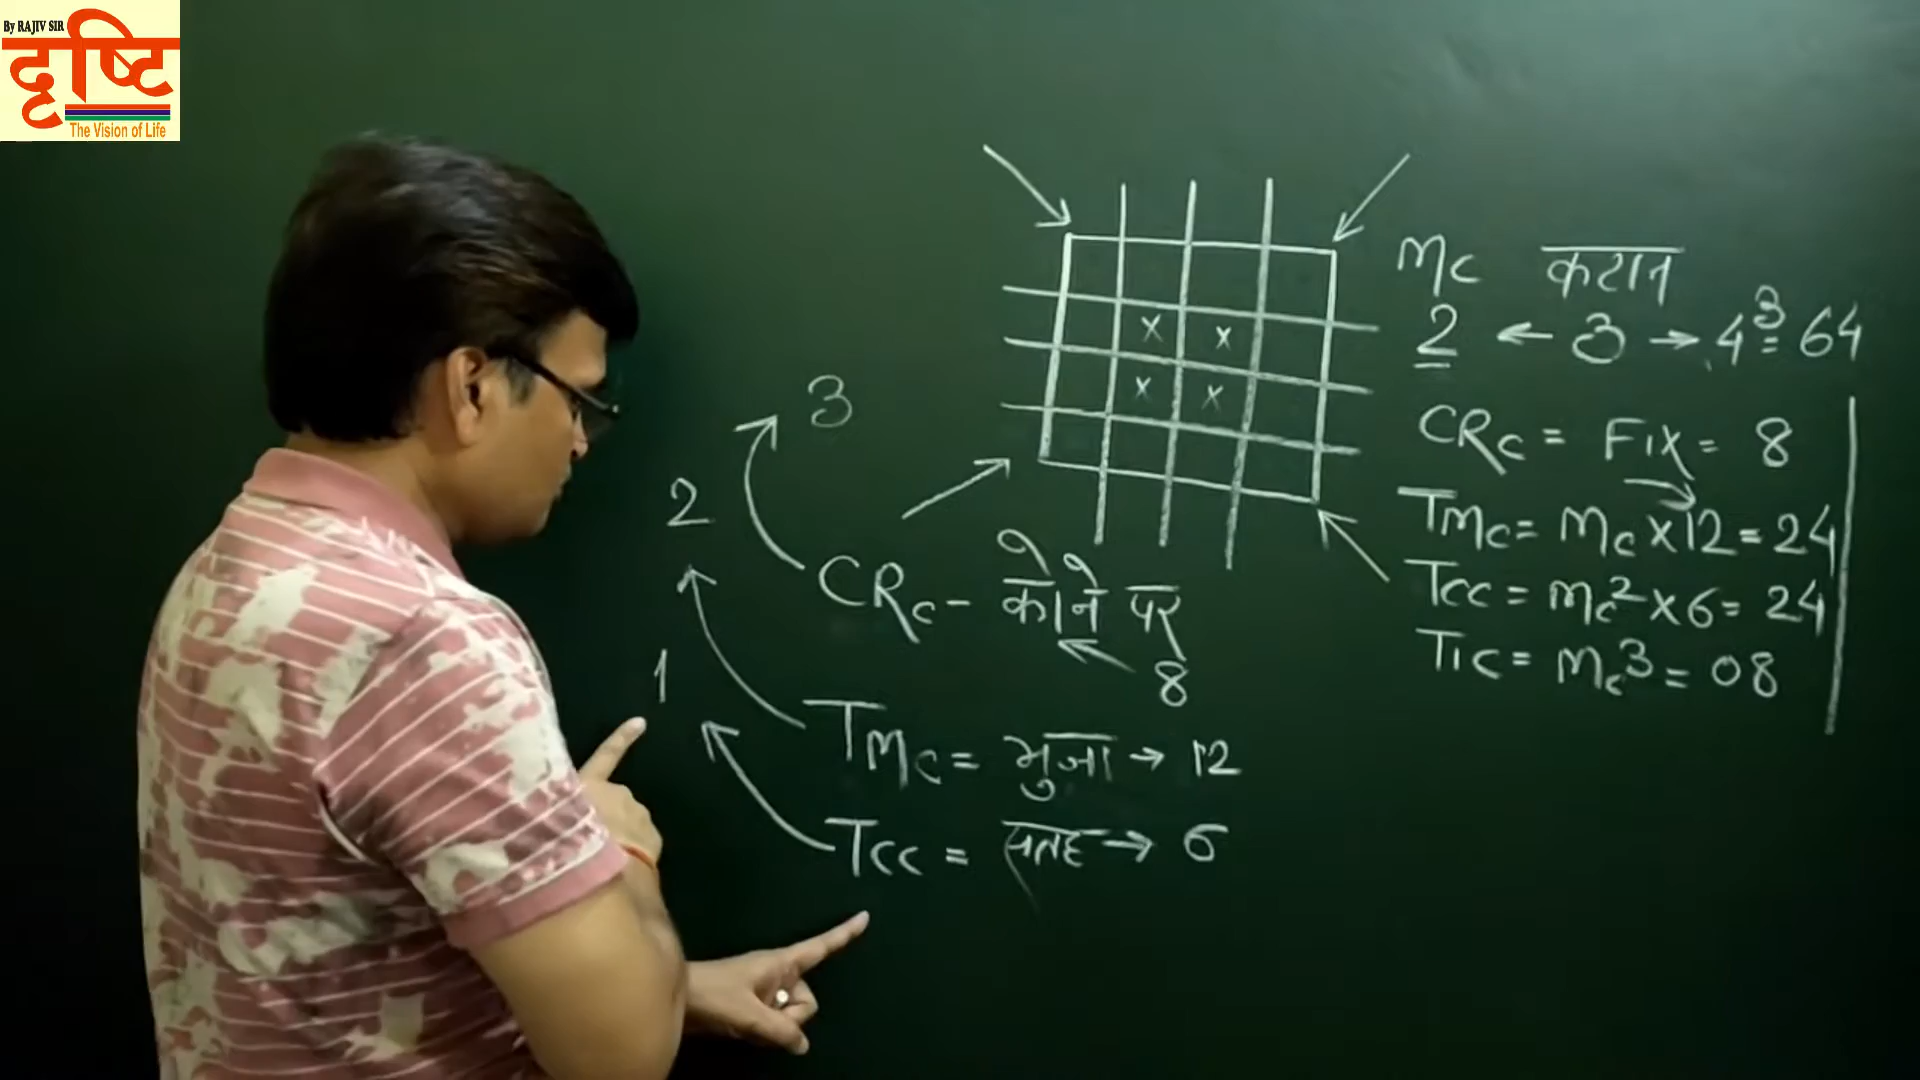 By RAJIV SIR
दृष्टि
The Vision of Life
Mc कटान
2 ← 3 → 4³ = 64
CRc = Fix = 8
TMc = Mc × 12 = 24
Tcc = Mc² × 6 = 24
TIc = Mc³ = 08
x x
x x
3
2
1
CRc - कोने पर
8
TMc = भुजा → 12
Tcc = सतह → 6